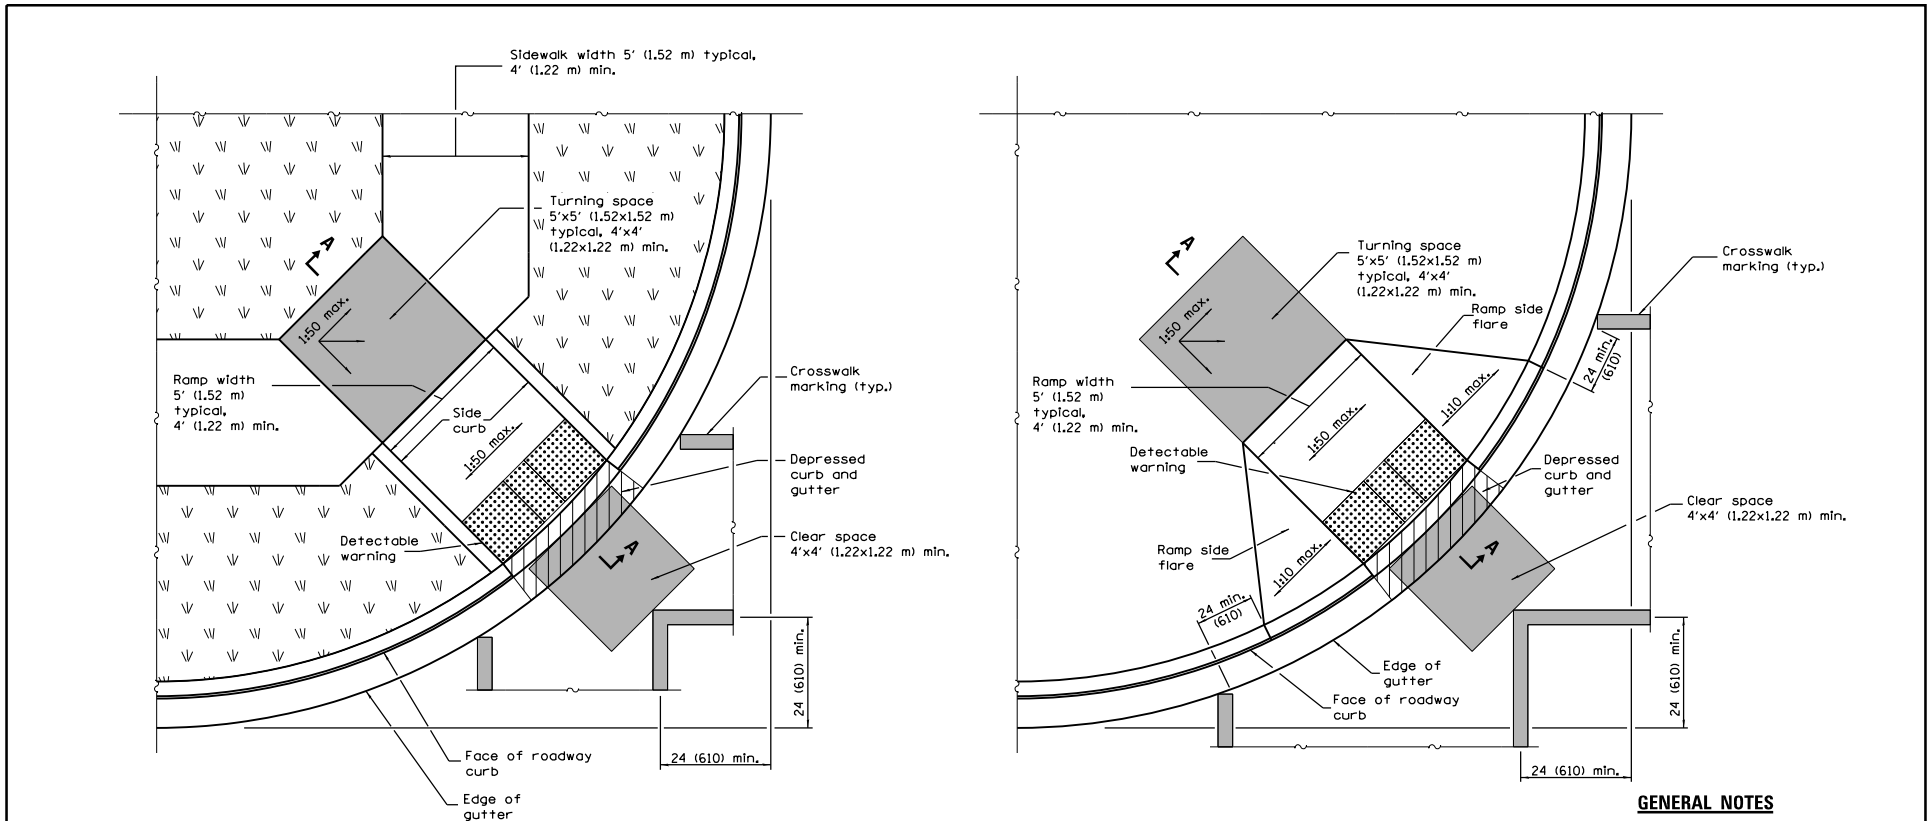 Sidewalk width 5' (1.52 m) typical,
4' (1.22 m) min.
Turning space
5'x5' (1.52x1.52 m)
typical, 4'x4'
(1.22x1.22 m) min.
A
1:50 max.
Ramp width
5' (1.52 m)
typical,
4' (1.22 m) min.
Side
curb
1:50 max.
Crosswalk
marking (typ.)
Depressed
curb and
gutter
Detectable
warning
A
Clear space
4'x4' (1.22x1.22 m) min.
24 (610) min.
24 (610) min.
Face of roadway
curb
Edge of
gutter
Turning space
5'x5' (1.52x1.52 m)
typical, 4'x4'
(1.22x1.22 m) min.
Crosswalk
marking (typ.)
A
1:50 max.
Ramp side
flare
24 min.
(610)
Ramp width
5' (1.52 m)
typical,
4' (1.22 m) min.
1:50 max.
1:10 max.
Detectable
warning
Depressed
curb and
gutter
Clear space
4'x4' (1.22x1.22 m) min.
A
Ramp side
flare
1:10 max.
24 min.
(610)
Edge of
gutter
Face of roadway
curb
24 (610) min.
24 (610) min.
GENERAL NOTES